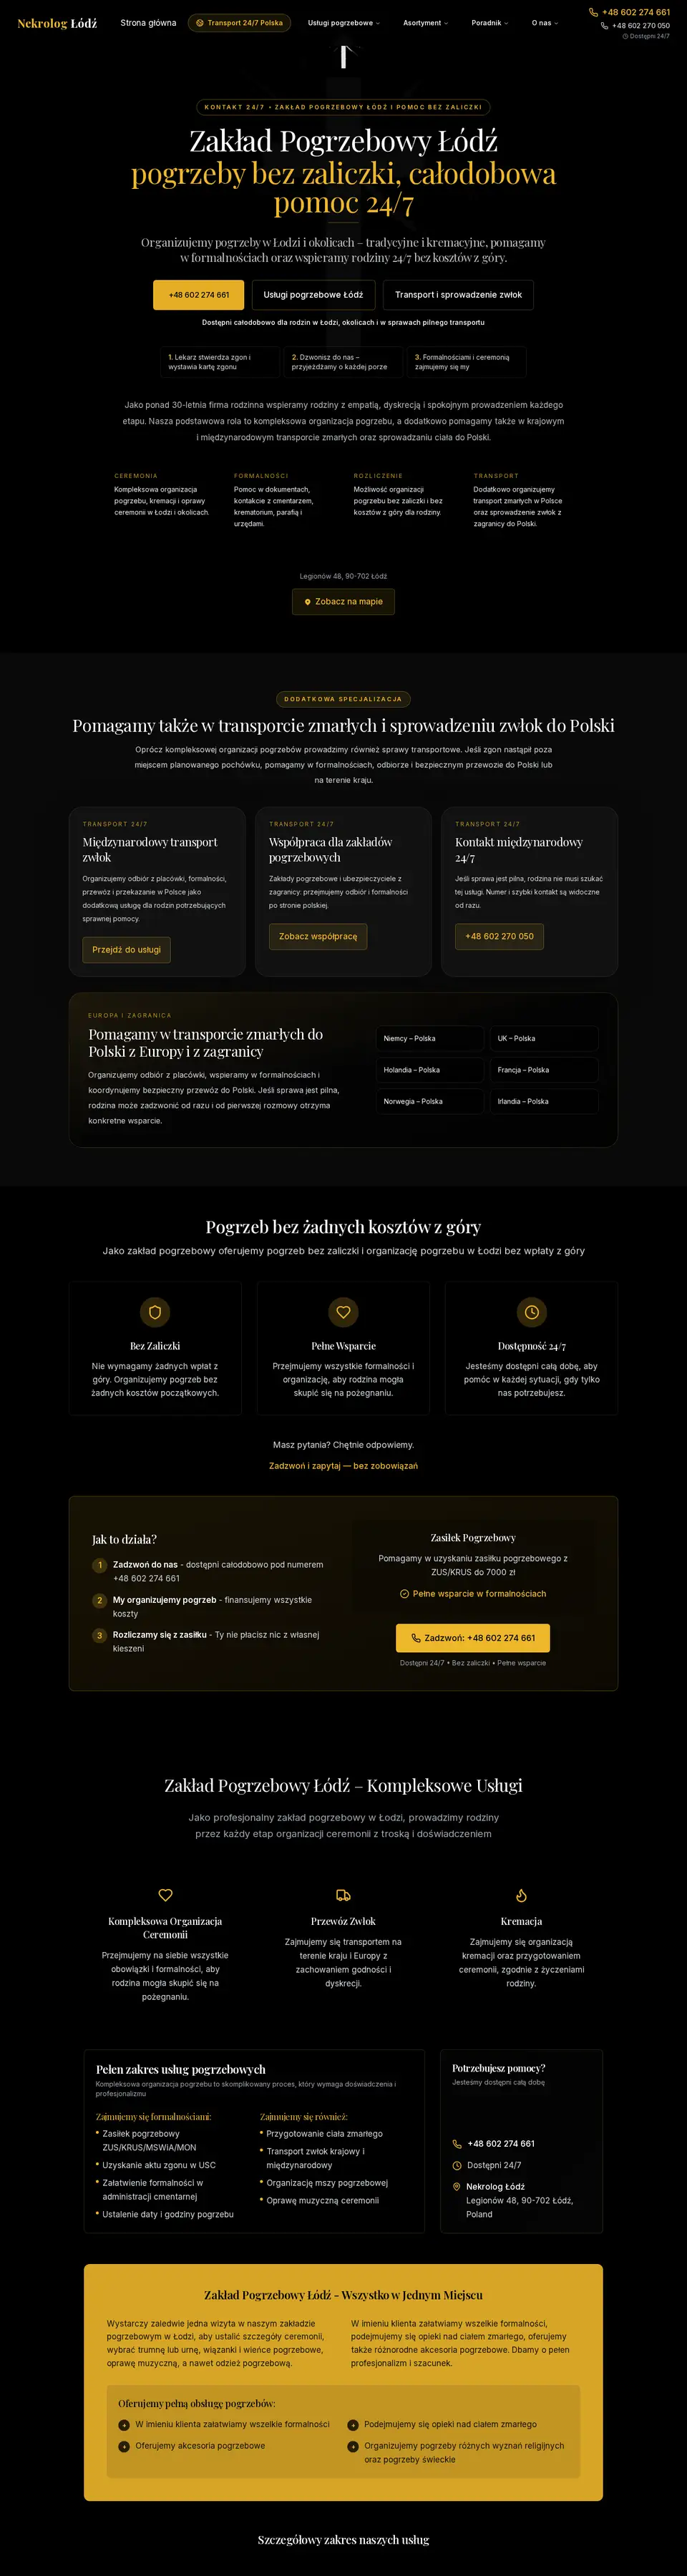 Nekrolog Łódź
Strona główna
Transport 24/7 Polska
Usługi pogrzebowe
Asortyment
Poradnik
O nas
+48 602 274 661
+48 602 270 050
Dostępni 24/7
KONTAKT 24/7 • ZAKŁAD POGRZEBOWY ŁÓDŹ I POMOC BEZ ZALICZKI
Zakład Pogrzebowy Łódź
pogrzeby bez zaliczki, całodobowa
pomoc 24/7
Organizujemy pogrzeby w Łodzi i okolicach – tradycyjne i kremacyjne, pomagamy
w formalnościach oraz wspieramy rodziny 24/7 bez kosztów z góry.
+48 602 274 661
Usługi pogrzebowe Łódź
Transport i sprowadzenie zwłok
Dostępni całodobowo dla rodzin w Łodzi, okolicach i w sprawach pilnego transportu
1. Lekarz stwierdza zgon i
wystawia kartę zgonu
2. Dzwonisz do nas –
przyjeżdżamy o każdej porze
3. Formalnościami i ceremonią
zajmujemy się my
Jako ponad 30-letnia firma rodzinna wspieramy rodziny z empatią, dyskrecją i spokojnym prowadzeniem każdego
etapu. Nasza podstawowa rola to kompleksowa organizacja pogrzebu, a dodatkowo pomagamy także w krajowym
i międzynarodowym transporcie zmarłych oraz sprowadzaniu ciała do Polski.
CEREMONIA
Kompleksowa organizacja
pogrzebu, kremacji i oprawy
ceremonii w Łodzi i okolicach.
FORMALNOŚCI
Pomoc w dokumentach,
kontakcie z cmentarzem,
krematorium, parafią i
urzędami.
ROZLICZENIE
Możliwość organizacji
pogrzebu bez zaliczki i bez
kosztów z góry dla rodziny.
TRANSPORT
Dodatkowo organizujemy
transport zmarłych w Polsce
oraz sprowadzenie zwłok z
zagranicy do Polski.
Legionów 48, 90-702 Łódź
Zobacz na mapie
DODATKOWA SPECJALIZACJA
Pomagamy także w transporcie zmarłych i sprowadzeniu zwłok do Polski
Oprócz kompleksowej organizacji pogrzebów prowadzimy również sprawy transportowe. Jeśli zgon nastąpił poza
miejscem planowanego pochówku, pomagamy w formalnościach, odbiorze i bezpiecznym przewozie do Polski lub
na terenie kraju.
TRANSPORT 24/7
Międzynarodowy transport
zwłok
Organizujemy odbiór z placówki, formalności,
przewóz i przekazanie w Polsce jako
dodatkową usługę dla rodzin potrzebujących
sprawnej pomocy.
Przejdź do usługi
TRANSPORT 24/7
Współpraca dla zakładów
pogrzebowych
Zakłady pogrzebowe i ubezpieczyciele z
zagranicy: przejmujemy odbiór i formalności
po stronie polskiej.
Zobacz współpracę
TRANSPORT 24/7
Kontakt międzynarodowy
24/7
Jeśli sprawa jest pilna, rodzina nie musi szukać
tej usługi. Numer i szybki kontakt są widoczne
od razu.
+48 602 270 050
EUROPA I ZAGRANICA
Pomagamy w transporcie zmarłych do
Polski z Europy i z zagranicy
Organizujemy odbiór z placówki, wspieramy w formalnościach i
koordynujemy bezpieczny przewóz do Polski. Jeśli sprawa jest pilna,
rodzina może zadzwonić od razu i od pierwszej rozmowy otrzyma
konkretne wsparcie.
Niemcy – Polska
UK – Polska
Holandia – Polska
Francja – Polska
Norwegia – Polska
Irlandia – Polska
Pogrzeb bez żadnych kosztów z góry
Jako zakład pogrzebowy oferujemy pogrzeb bez zaliczki i organizację pogrzebu w Łodzi bez wpłaty z góry
Bez Zaliczki
Nie wymagamy żadnych wpłat z
góry. Organizujemy pogrzeb bez
żadnych kosztów początkowych.
Pełne Wsparcie
Przejmujemy wszystkie formalności i
organizację, aby rodzina mogła
skupić się na pożegnaniu.
Dostępność 24/7
Jesteśmy dostępni całą dobę, aby
pomóc w każdej sytuacji, gdy tylko
nas potrzebujesz.
Masz pytania? Chętnie odpowiemy.
Zadzwoń i zapytaj — bez zobowiązań
Jak to działa?
1 Zadzwoń do nas - dostępni całodobowo pod numerem
+48 602 274 661
2 My organizujemy pogrzeb - finansujemy wszystkie
koszty
3 Rozliczamy się z zasiłku - Ty nie płacisz nic z własnej
kieszeni
Zasiłek Pogrzebowy
Pomagamy w uzyskaniu zasiłku pogrzebowego z
ZUS/KRUS do 7000 zł
Pełne wsparcie w formalnościach
Zadzwoń: +48 602 274 661
Dostępni 24/7 • Bez zaliczki • Pełne wsparcie
Zakład Pogrzebowy Łódź – Kompleksowe Usługi
Jako profesjonalny zakład pogrzebowy w Łodzi, prowadzimy rodziny
przez każdy etap organizacji ceremonii z troską i doświadczeniem
Kompleksowa Organizacja
Ceremonii
Przejmujemy na siebie wszystkie
obowiązki i formalności, aby
rodzina mogła skupić się na
pożegnaniu.
Przewóz Zwłok
Zajmujemy się transportem na
terenie kraju i Europy z
zachowaniem godności i
dyskrecji.
Kremacja
Zajmujemy się organizacją
kremacji oraz przygotowaniem
ceremonii, zgodnie z życzeniami
rodziny.
Pełen zakres usług pogrzebowych
Kompleksowa organizacja pogrzebu to skomplikowany proces, który wymaga doświadczenia i
profesjonalizmu
Zajmujemy się formalnościami:
Zasiłek pogrzebowy
ZUS/KRUS/MSWiA/MON
Uzyskanie aktu zgonu w USC
Załatwienie formalności w
administracji cmentarnej
Ustalenie daty i godziny pogrzebu
Zajmujemy się również:
Przygotowanie ciała zmarłego
Transport zwłok krajowy i
międzynarodowy
Organizację mszy pogrzebowej
Oprawę muzyczną ceremonii
Potrzebujesz pomocy?
Jesteśmy dostępni całą dobę
+48 602 274 661
Dostępni 24/7
Nekrolog Łódź
Legionów 48, 90-702 Łódź,
Poland
Zakład Pogrzebowy Łódź - Wszystko w Jednym Miejscu
Wystarczy zaledwie jedna wizyta w naszym zakładzie
pogrzebowym w Łodzi, aby ustalić szczegóły ceremonii,
wybrać trumnę lub urnę, wiązanki i wieńce pogrzebowe,
oprawę muzyczną, a nawet odzież pogrzebową.
W imieniu klienta załatwiamy wszelkie formalności,
podejmujemy się opieki nad ciałem zmarłego, oferujemy
także różnorodne akcesoria pogrzebowe. Dbamy o pełen
profesjonalizm i szacunek.
Oferujemy pełną obsługę pogrzebów:
W imieniu klienta załatwiamy wszelkie formalności
Podejmujemy się opieki nad ciałem zmarłego
Oferujemy akcesoria pogrzebowe
Organizujemy pogrzeby różnych wyznań religijnych
oraz pogrzeby świeckie
Szczegółowy zakres naszych usług